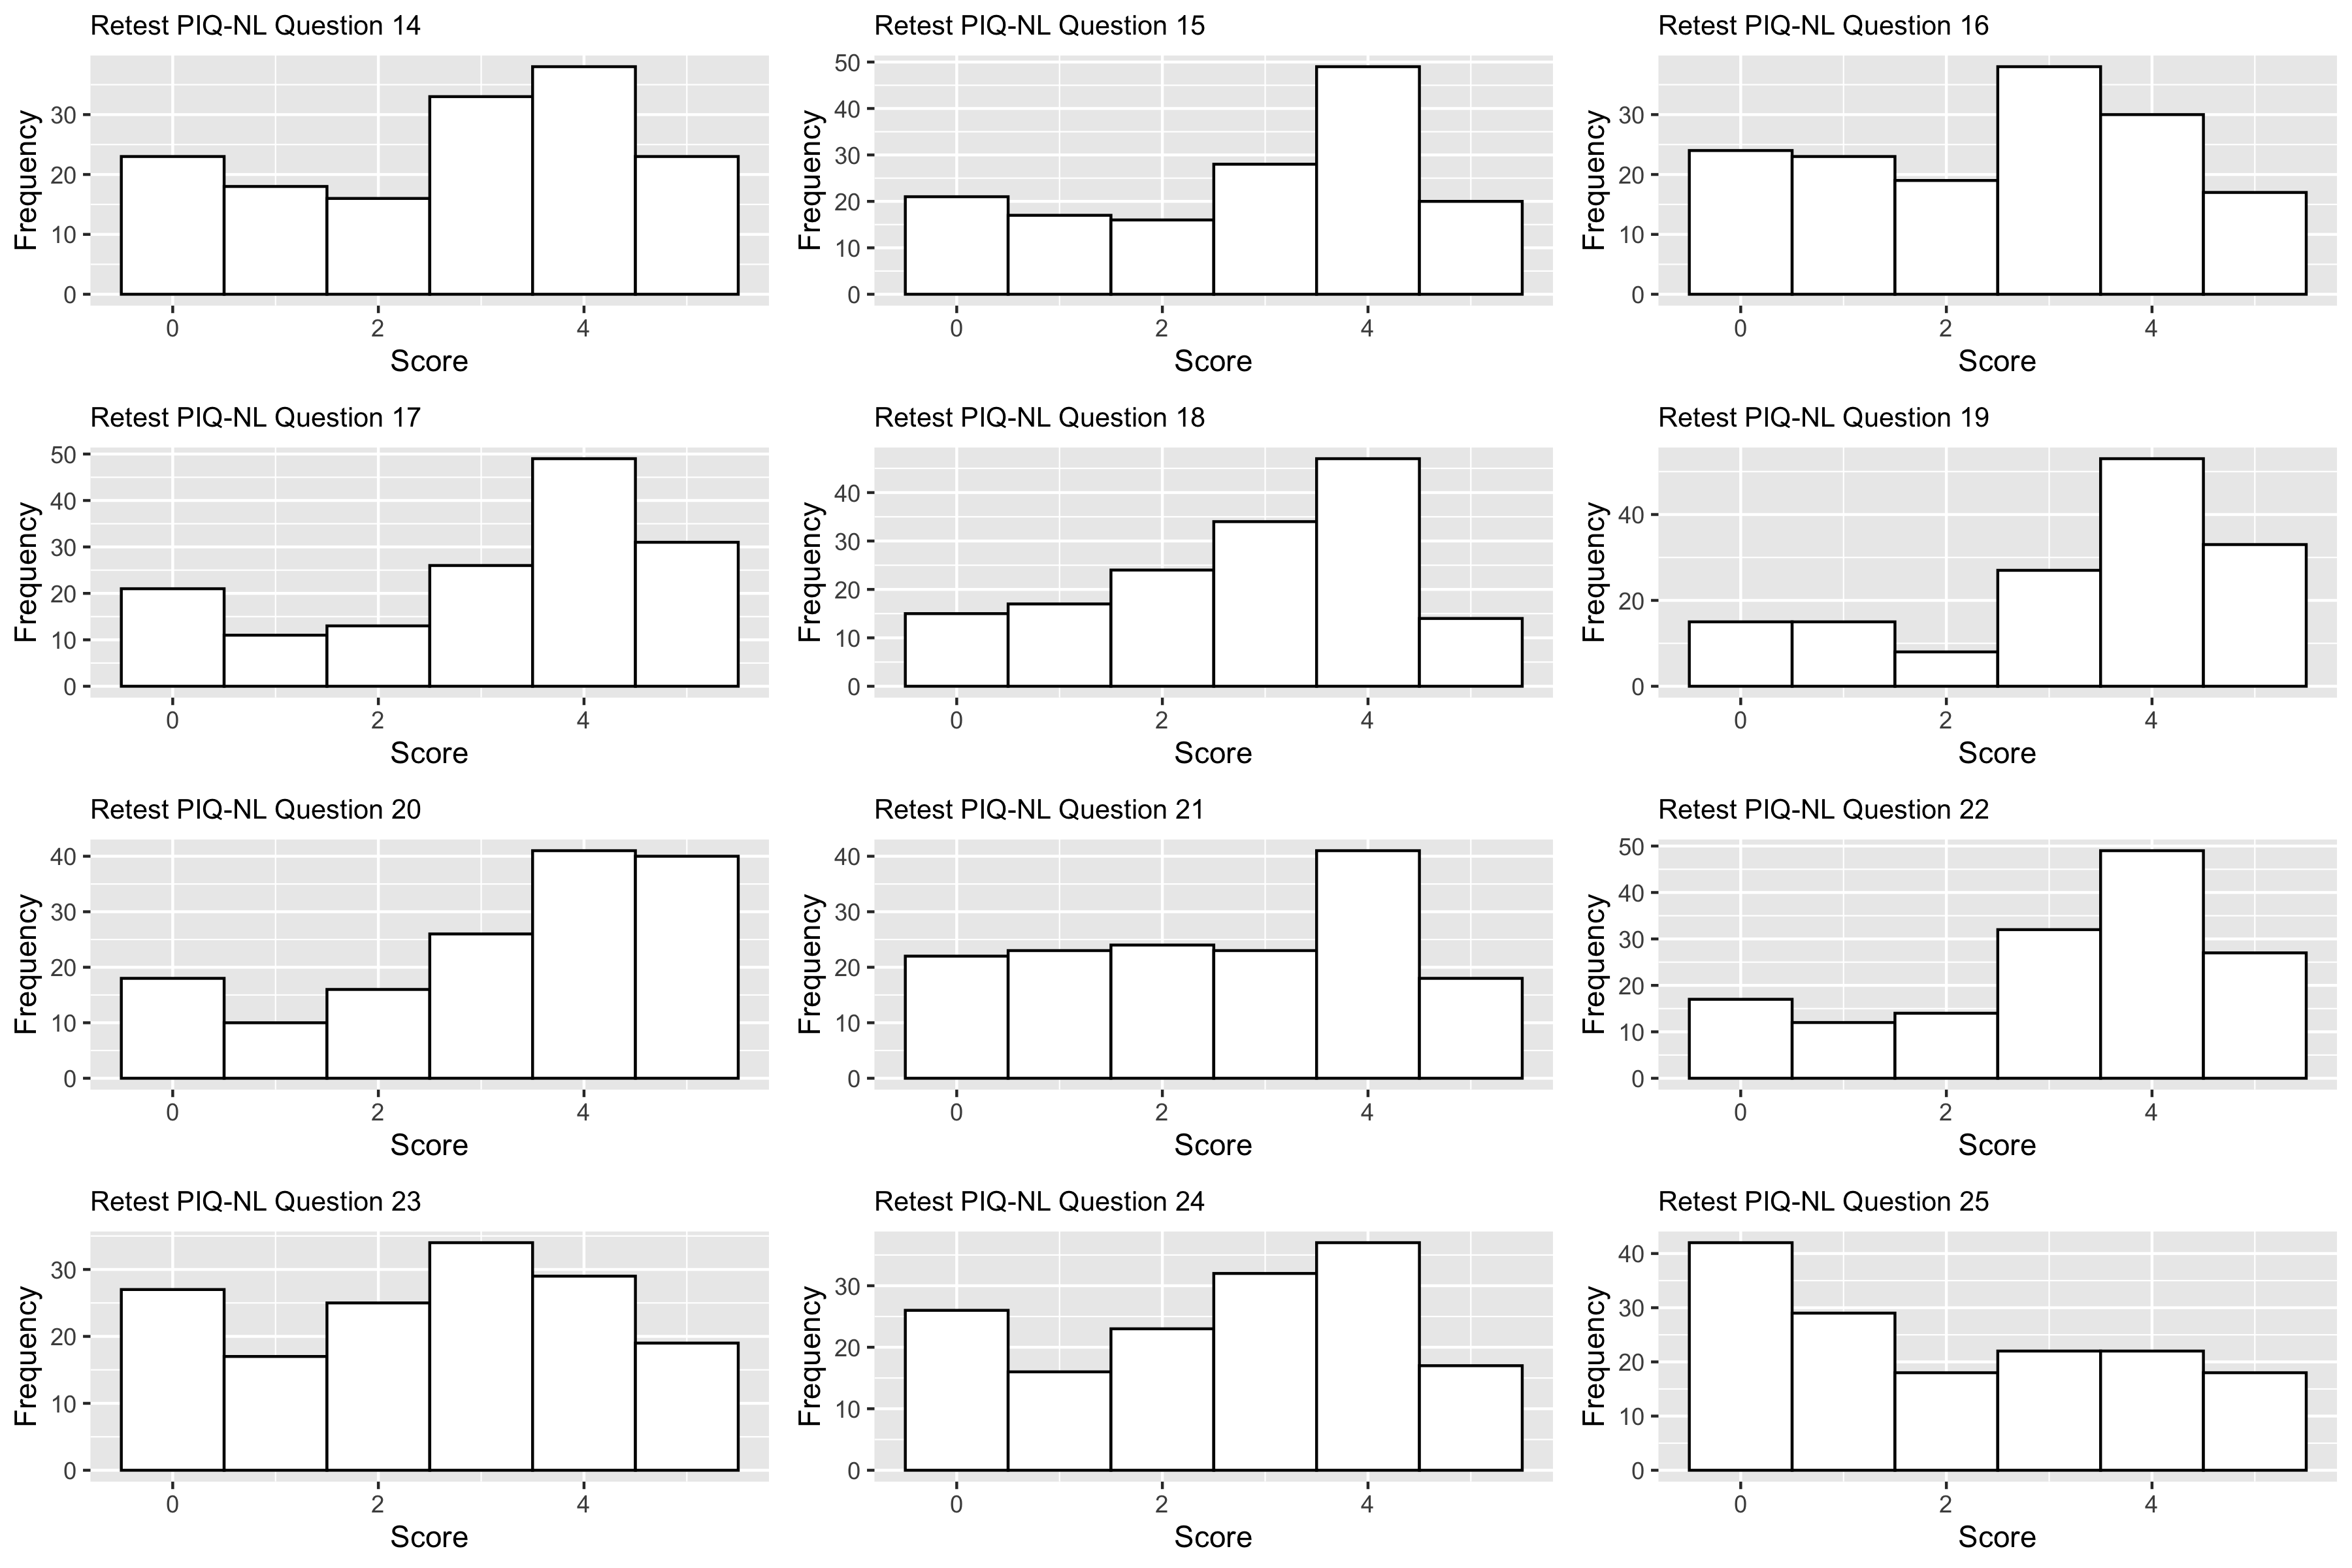 Retest PIQ-NL Question 14
Frequency
30
20
10
0
0 2 4
Score
Retest PIQ-NL Question 15
Frequency
50
40
30
20
10
0
0 2 4
Score
Retest PIQ-NL Question 16
Frequency
30
20
10
0
0 2 4
Score
Retest PIQ-NL Question 17
Frequency
50
40
30
20
10
0
0 2 4
Score
Retest PIQ-NL Question 18
Frequency
40
30
20
10
0
0 2 4
Score
Retest PIQ-NL Question 19
Frequency
40
20
0
0 2 4
Score
Retest PIQ-NL Question 20
Frequency
40
30
20
10
0
0 2 4
Score
Retest PIQ-NL Question 21
Frequency
40
30
20
10
0
0 2 4
Score
Retest PIQ-NL Question 22
Frequency
50
40
30
20
10
0
0 2 4
Score
Retest PIQ-NL Question 23
Frequency
30
20
10
0
0 2 4
Score
Retest PIQ-NL Question 24
Frequency
30
20
10
0
0 2 4
Score
Retest PIQ-NL Question 25
Frequency
40
30
20
10
0
0 2 4
Score